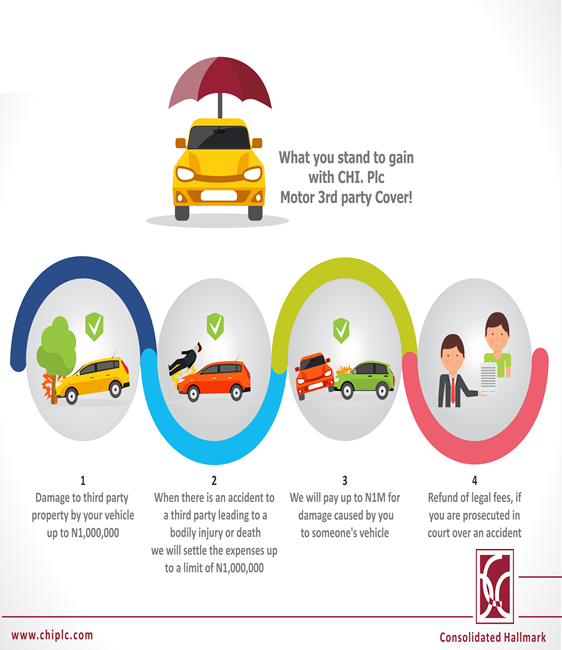 What you stand to gain
with CHI. Plc
Motor 3rd party Cover!
1
Damage to third party
property by your vehicle
up to N1,000,000
2
When there is an accident to
a third party leading to a
bodily injury or death
we will settle the expenses up
to a limit of N1,000,000
3
We will pay up to N1M for
damage caused by you
to someone's vehicle
4
Refund of legal fees, if
you are prosecuted in
court over an accident
www.chiplc.com
Consolidated Hallmark